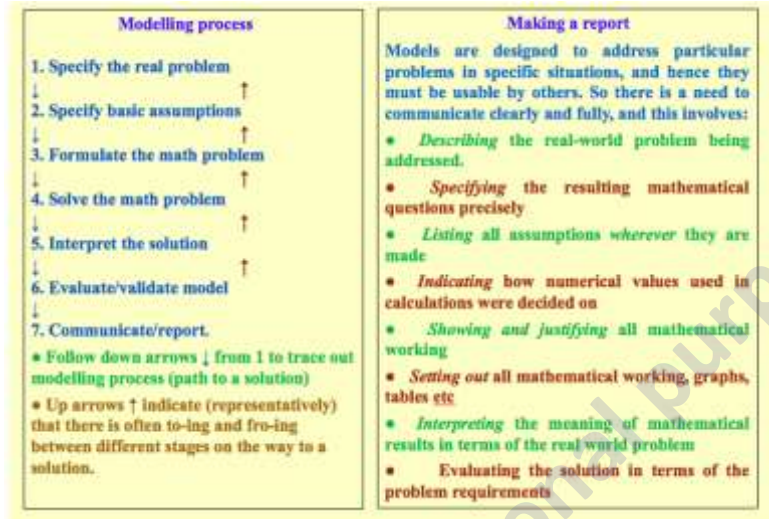 Modelling process
1. Specify the real problem
↓ ↑
2. Specify basic assumptions
↓ ↑
3. Formulate the math problem
↓ ↑
4. Solve the math problem
↓ ↑
5. Interpret the solution
↓ ↑
6. Evaluate/validate model
↓
7. Communicate/report.
● Follow down arrows ↓ from 1 to trace out
modelling process (path to a solution)
● Up arrows ↑ indicate (representatively)
that there is often to-ing and fro-ing
between different stages on the way to a
solution.
Making a report
Models are designed to address particular
problems in specific situations, and hence they
must be usable by others. So there is a need to
communicate clearly and fully, and this involves:
● Describing the real-world problem being
addressed.
● Specifying the resulting mathematical
questions precisely
● Listing all assumptions wherever they are
made
● Indicating how numerical values used in
calculations were decided on
● Showing and justifying all mathematical
working
● Setting out all mathematical working, graphs,
tables etc
● Interpreting the meaning of mathematical
results in terms of the real world problem
● Evaluating the solution in terms of the
problem requirements